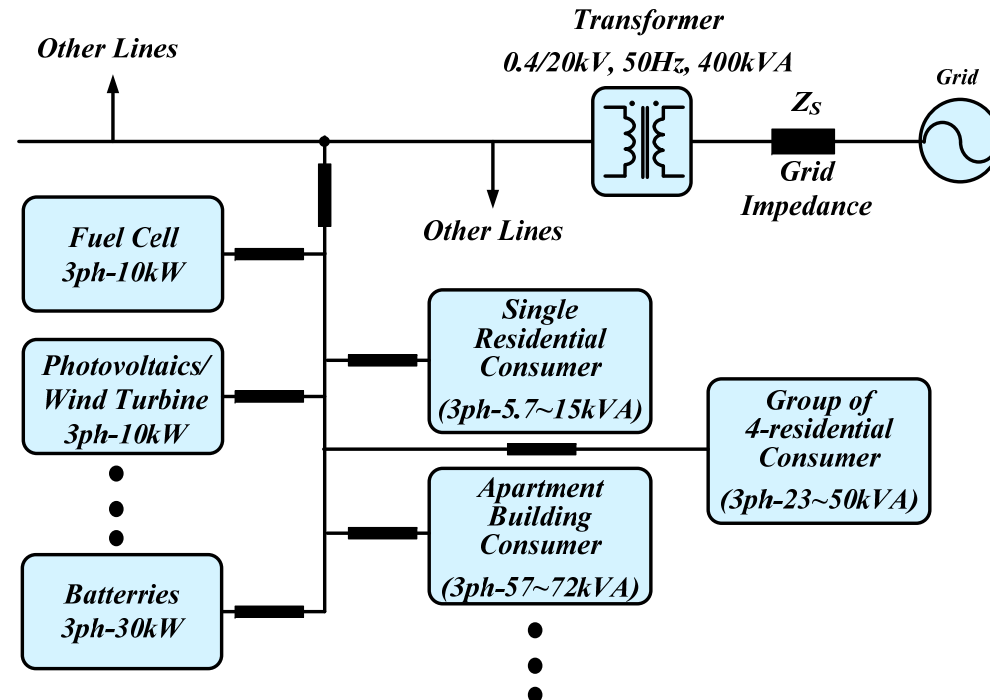 Transformer
0.4/20kV, 50Hz, 400kVA
Other Lines
Grid
Zs
Grid
Impedance
Other Lines
Fuel Cell
3ph-10kW
Photovoltaics/
Wind Turbine
3ph-10kW
Batterries
3ph-30kW
Single
Residential
Consumer
(3ph-5.7~15kVA)
Group of
4-residential
Consumer
(3ph-23~50kVA)
Apartment
Building
Consumer
(3ph-57~72kVA)